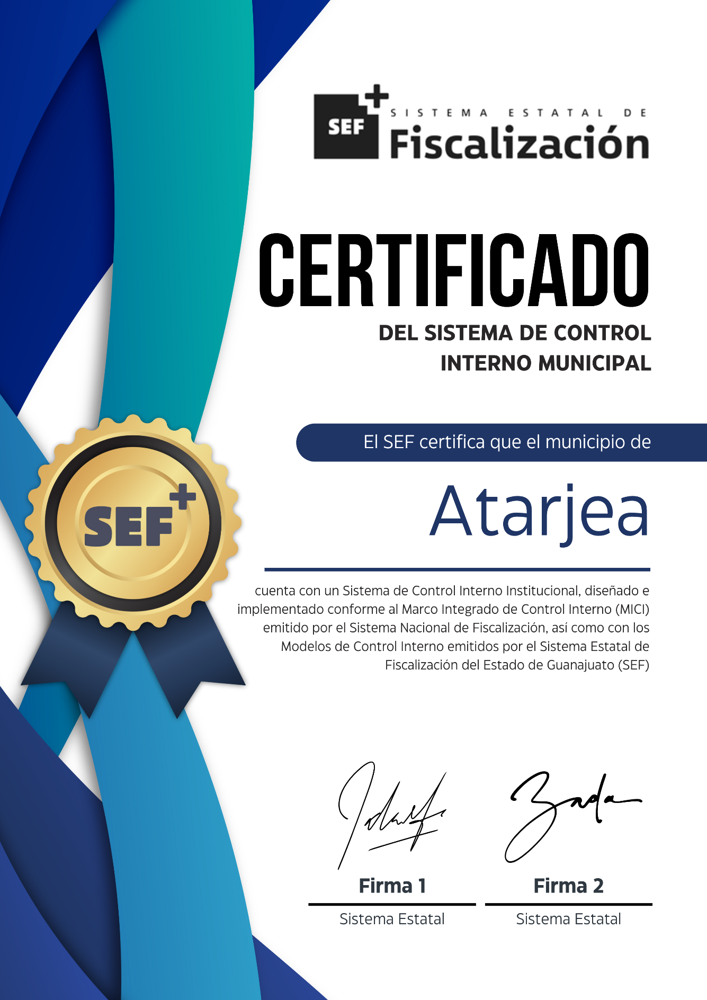 SEF+
SISTEMA ESTATAL DE
Fiscalización
CERTIFICADO
DEL SISTEMA DE CONTROL
INTERNO MUNICIPAL
El SEF certifica que el municipio de
Atarjea
SEF+
cuenta con un Sistema de Control Interno Institucional, diseñado e
implementado conforme al Marco Integrado de Control Interno (MICI)
emitido por el Sistema Nacional de Fiscalización, así como con los
Modelos de Control Interno emitidos por el Sistema Estatal de
Fiscalización del Estado de Guanajuato (SEF)
Firma 1
Sistema Estatal
Firma 2
Sistema Estatal